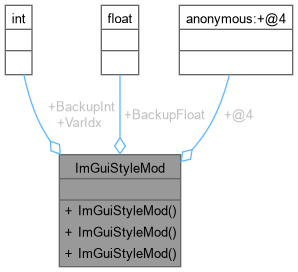 int
float
anonymous:+@4
+BackupInt
+VarIdx
+BackupFloat
+@4
ImGuiStyleMod
+ ImGuiStyleMod()
+ ImGuiStyleMod()
+ ImGuiStyleMod()